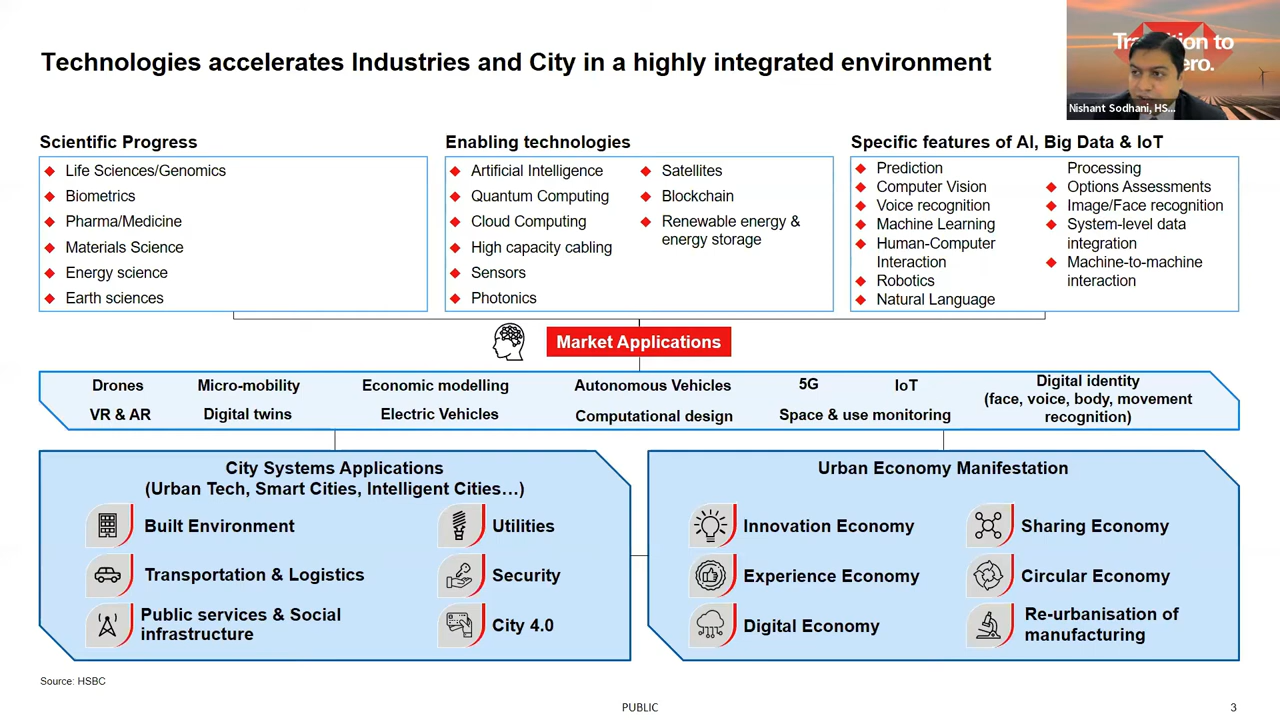 Technologies accelerates Industries and City in a highly integrated environment
Nishant Sodhani, HS...
Scientific Progress
Life Sciences/Genomics
Biometrics
Pharma/Medicine
Materials Science
Energy science
Earth sciences
Enabling technologies
Artificial Intelligence
Quantum Computing
Cloud Computing
High capacity cabling
Sensors
Photonics
Satellites
Blockchain
Renewable energy &
energy storage
Specific features of AI, Big Data & IoT
Prediction
Computer Vision
Voice recognition
Machine Learning
Human-Computer
Interaction
Robotics
Natural Language
Processing
Options Assessments
Image/Face recognition
System-level data
integration
Machine-to-machine
interaction
Market Applications
Drones
VR & AR
Micro-mobility
Digital twins
Economic modelling
Electric Vehicles
Autonomous Vehicles
Computational design
5G
IoT
Space & use monitoring
Digital identity
(face, voice, body, movement
recognition)
City Systems Applications
(Urban Tech, Smart Cities, Intelligent Cities…)
Built Environment
Transportation & Logistics
Public services & Social
infrastructure
Utilities
Security
City 4.0
Urban Economy Manifestation
Innovation Economy
Experience Economy
Digital Economy
Sharing Economy
Circular Economy
Re-urbanisation of
manufacturing
Source: HSBC
PUBLIC
3